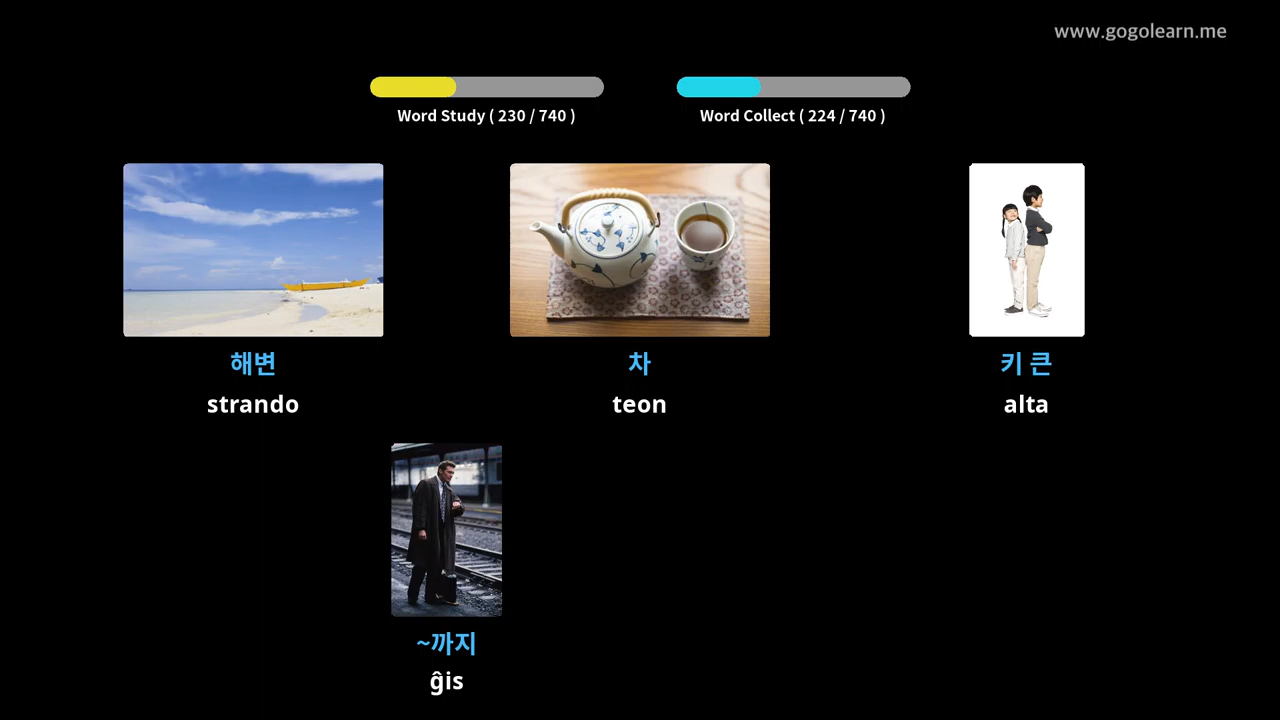 www.gogolearn.me
Word Study ( 230 / 740 )
Word Collect ( 224 / 740 )
해변
차
키 큰
strando
teon
alta
~까지
ĝis